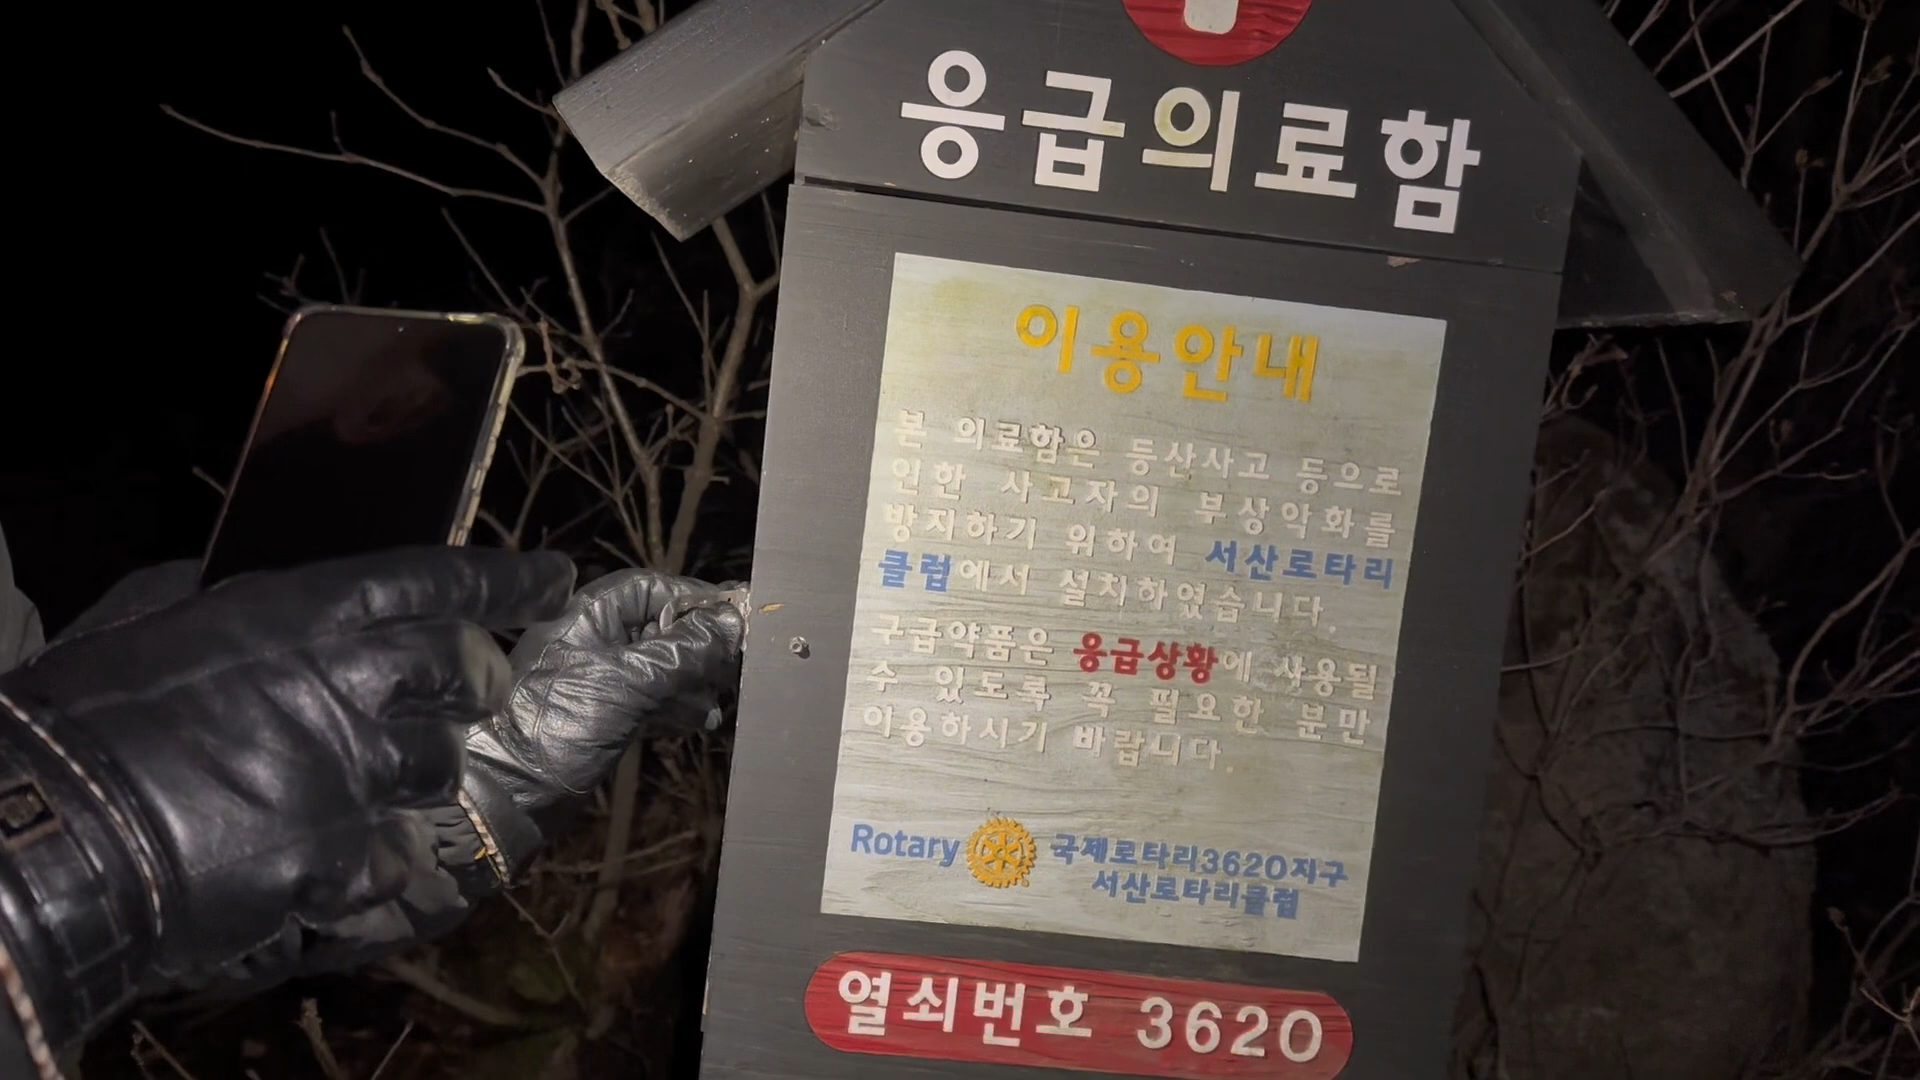 응급의료함
이용안내
본 의료함은 등산사고 등으로
인한 사고자의 부상악화를
방지하기 위하여 서산로타리
클럽에서 설치하였습니다.
구급약품은 응급상황에 사용될
수 있도록 꼭 필요한 분만
이용하시기 바랍니다.
Rotary 국제로타리3620지구
서산로타리클럽
열쇠번호 3620